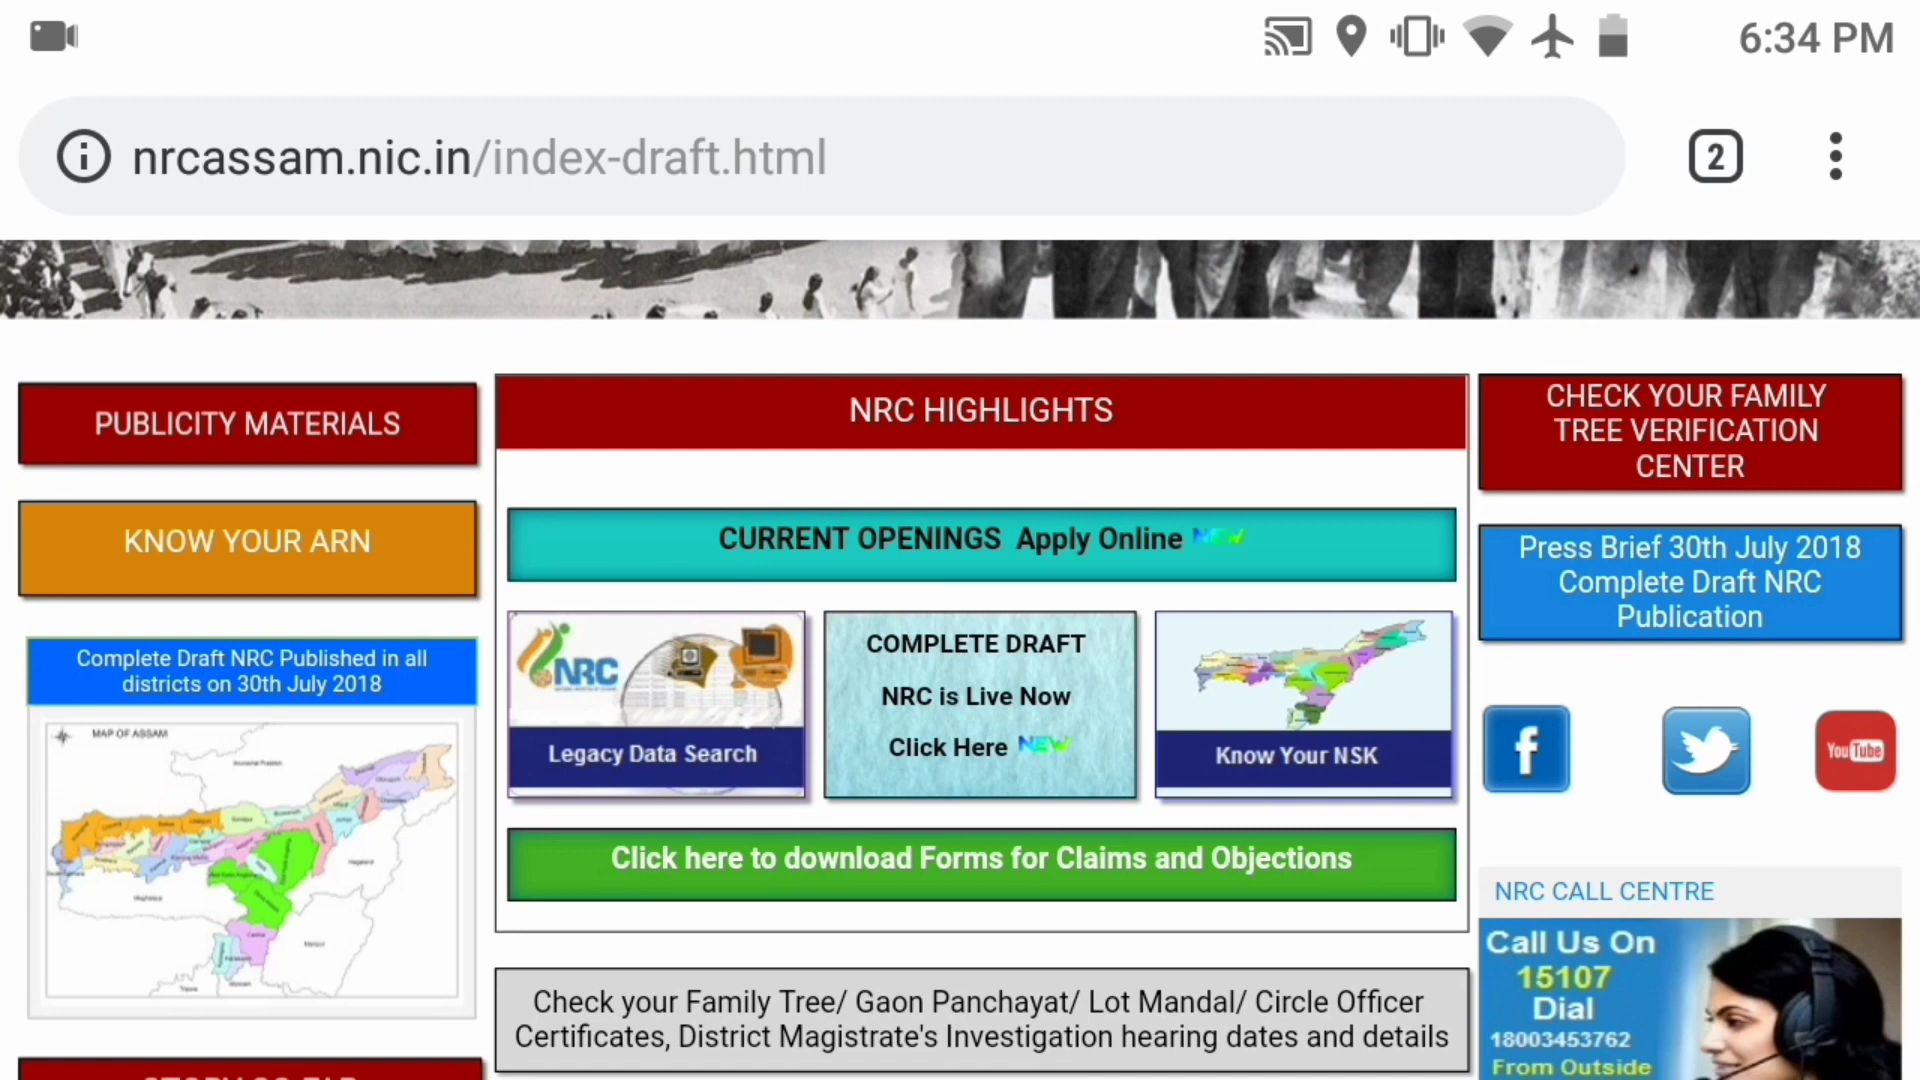 6:34 PM
nrcassam.nic.in/index-draft.html
2
PUBLICITY MATERIALS
KNOW YOUR ARN
Complete Draft NRC Published in all
districts on 30th July 2018
MAP OF ASSAM
NRC HIGHLIGHTS
CURRENT OPENINGS Apply Online NEW
NRC
Legacy Data Search
COMPLETE DRAFT
NRC is Live Now
Click Here NEW
Know Your NSK
Click here to download Forms for Claims and Objections
Check your Family Tree/ Gaon Panchayat/ Lot Mandal/ Circle Officer
Certificates, District Magistrate's Investigation hearing dates and details
CHECK YOUR FAMILY
TREE VERIFICATION
CENTER
Press Brief 30th July 2018
Complete Draft NRC
Publication
f
You Tube
NRC CALL CENTRE
Call Us On
15107
Dial
18003453762
From Outside